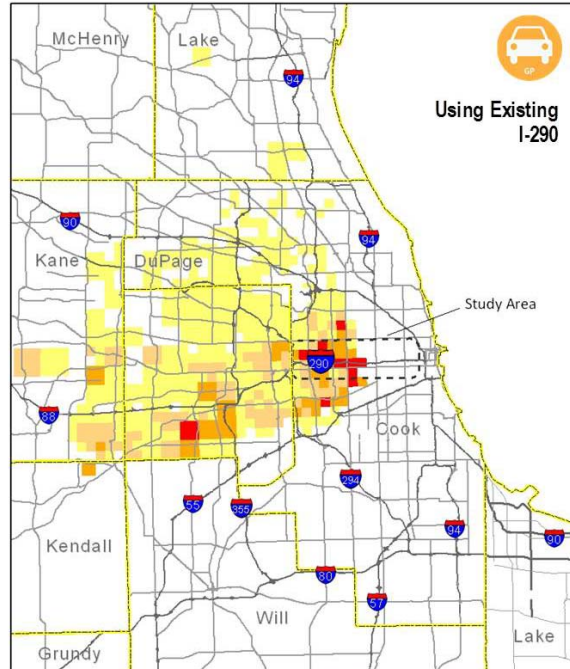 McHenry
Lake
94
GP
Using Existing
I-290
90
94
Kane
DuPage
Study Area
290
88
Cook
294
55
355
94
90
Kendall
80
57
Will
Lake
Grundy